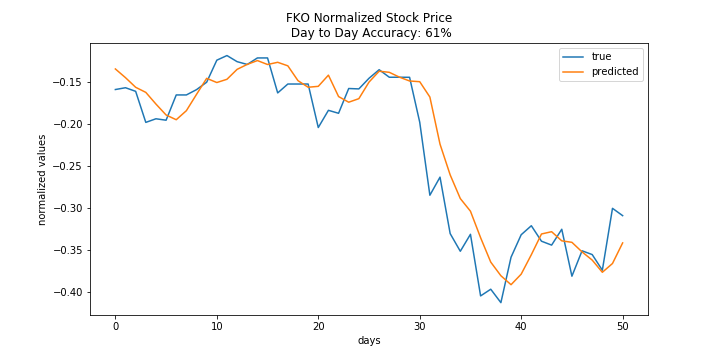 FKO Normalized Stock Price
Day to Day Accuracy: 61%
true
predicted
−0.15
−0.20
−0.25
−0.30
−0.35
−0.40
normalized values
0
10
20
30
40
50
days